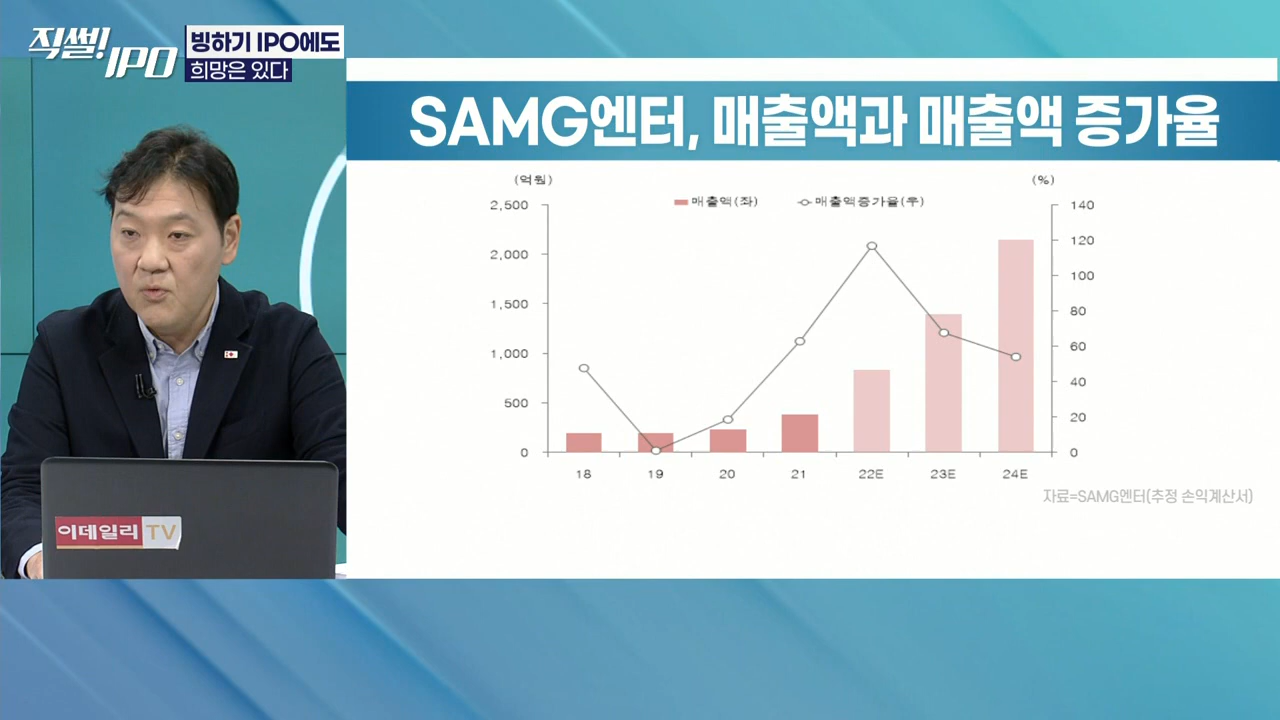 직썰!
IPO
빙하기 IPO에도
희망은 있다
SAMG엔터, 매출액과 매출액 증가율
(억원)
(%)
매출액(좌)
매출액증가율(우)
2,500
2,000
1,500
1,000
500
0
140
120
100
80
60
40
20
0
18
19
20
21
22E
23E
24E
자료=SAMG엔터(추정 손익계산서)
이데일리 TV